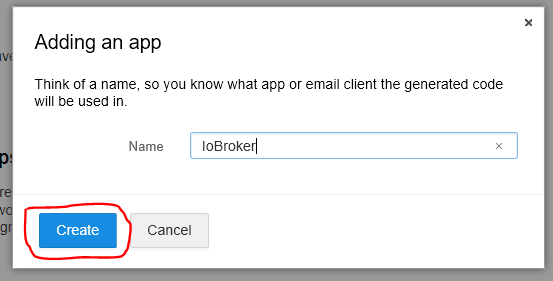 Adding an app
Think of a name, so you know what app or email client the generated code
will be used in.
Name IoBroker
Create Cancel